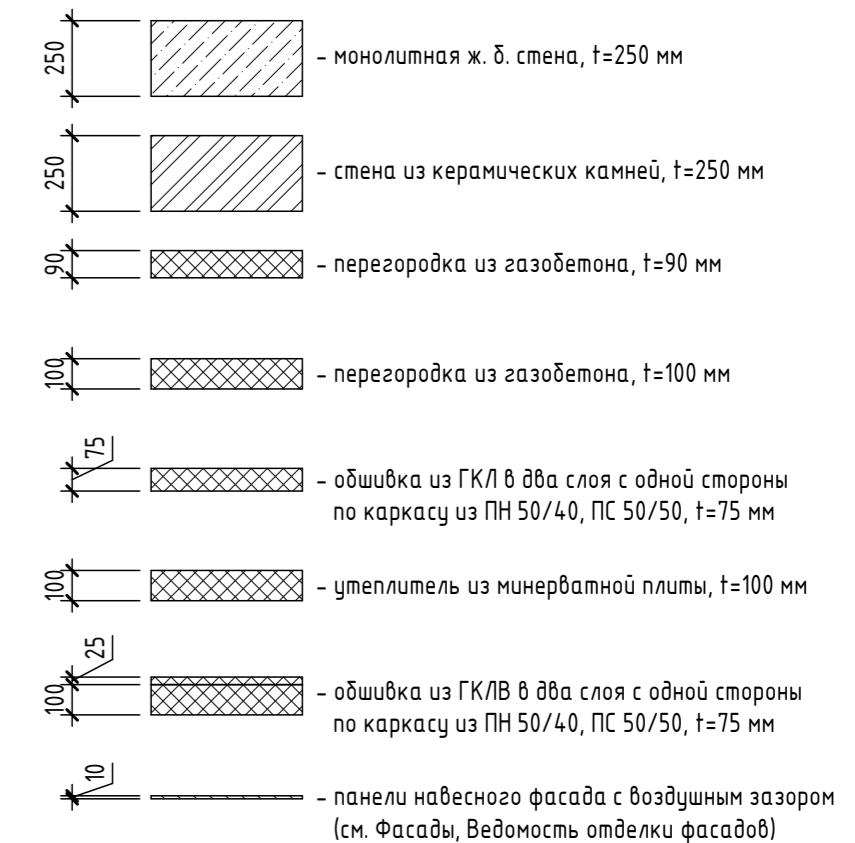 250
– монолитная ж. б. стена, t=250 мм
250
– стена из керамических камней, t=250 мм
90
– перегородка из газобетона, t=90 мм
100
– перегородка из газобетона, t=100 мм
75
– обшивка из ГКЛ в два слоя с одной стороны
по каркасу из ПН 50/40, ПС 50/50, t=75 мм
100
– утеплитель из минерватной плиты, t=100 мм
25
100
– обшивка из ГКЛВ в два слоя с одной стороны
по каркасу из ПН 50/40, ПС 50/50, t=75 мм
10
– панели навесного фасада с воздушным зазором
(см. Фасады, Ведомость отделки фасадов)